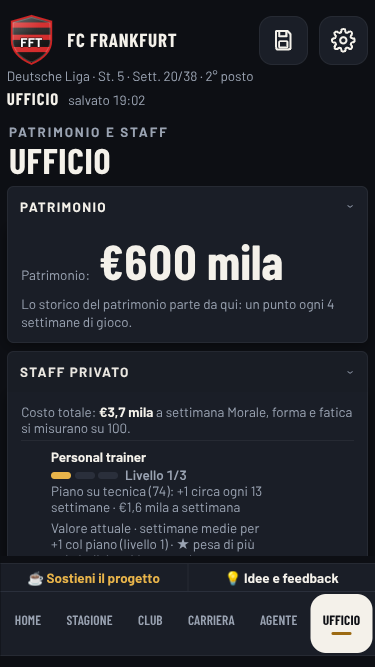 FFT
FC FRANKFURT
Deutsche Liga · St. 5 · Sett. 20/38 · 2° posto
UFFICIO salvato 19:02
PATRIMONIO E STAFF
UFFICIO
PATRIMONIO
Patrimonio: €600 mila
Lo storico del patrimonio parte da qui: un punto ogni 4
settimane di gioco.
STAFF PRIVATO
Costo totale: €3,7 mila a settimana Morale, forma e fatica
si misurano su 100.
Personal trainer
Livello 1/3
Piano su tecnica (74): +1 circa ogni 13
settimane · €1,6 mila a settimana
Valore attuale · settimane medie per
+1 col piano (livello 1) · ★ pesa di più
☕ Sostieni il progetto
💡 Idee e feedback
HOME
STAGIONE
CLUB
CARRIERA
AGENTE
UFFICIO